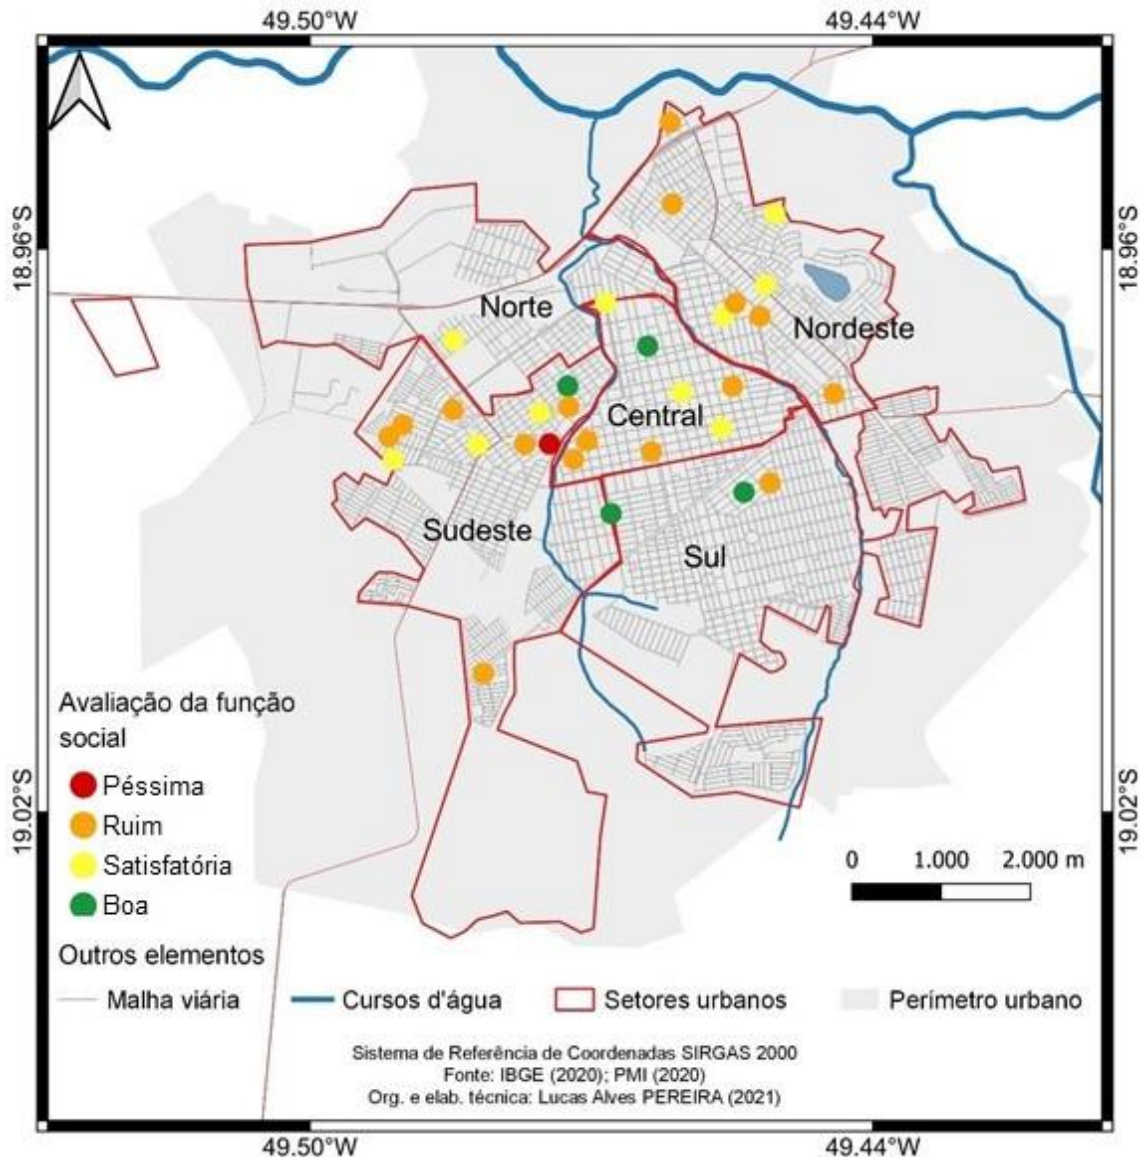 49.50°W
49.44°W
18.96°S
18.96°S
Norte
Nordeste
Central
Sudeste
Sul
19.02°S
19.02°S
Avaliação da função
social
Péssima
Ruim
Satisfatória
Boa
0 1.000 2.000 m
Outros elementos
Malha viária
Cursos d'água
Setores urbanos
Perímetro urbano
Sistema de Referência de Coordenadas SIRGAS 2000
Fonte: IBGE (2020); PMI (2020)
Org. e elab. técnica: Lucas Alves PEREIRA (2021)
49.50°W
49.44°W